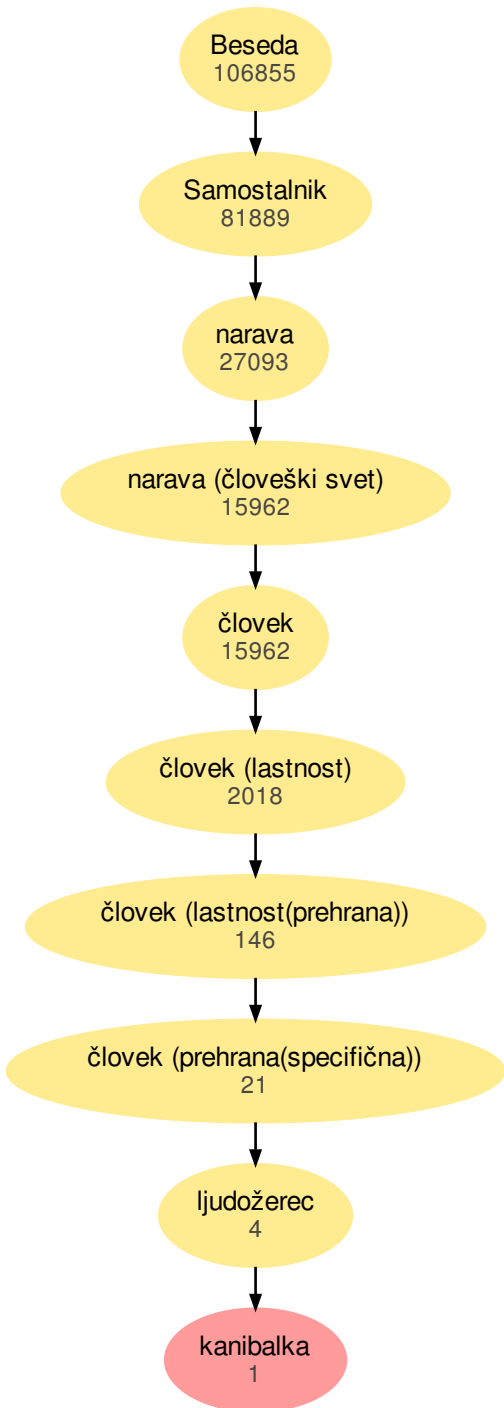 Beseda
106855
Samostalnik
81889
narava
27093
narava (človeški svet)
15962
človek
15962
človek (lastnost)
2018
človek (lastnost(prehrana))
146
človek (prehrana(specifična))
21
ljudožerec
4
kanibalka
1